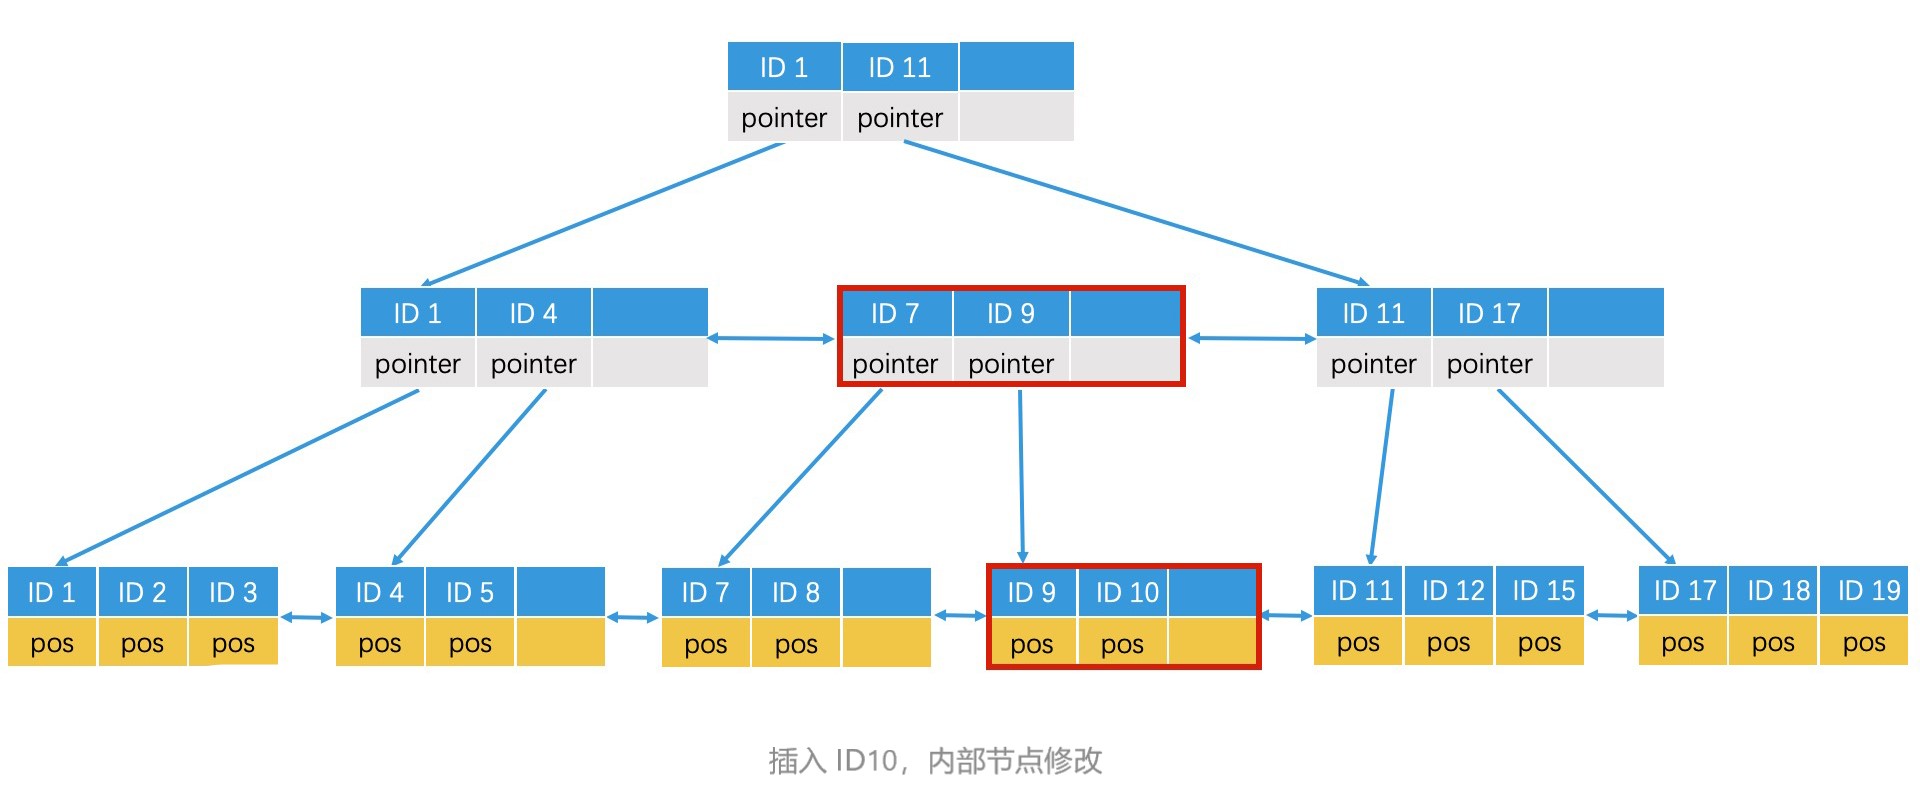 ID 1 ID 11
pointer pointer
ID 1 ID 4 ID 7 ID 9 ID 11 ID 17
pointer pointer pointer pointer pointer pointer
ID 1 ID 2 ID 3 ID 4 ID 5 ID 7 ID 8 ID 9 ID 10 ID 11 ID 12 ID 15 ID 17 ID 18 ID 19
pos pos pos pos pos pos pos pos pos pos pos pos pos pos pos
插入 ID10，内部节点修改